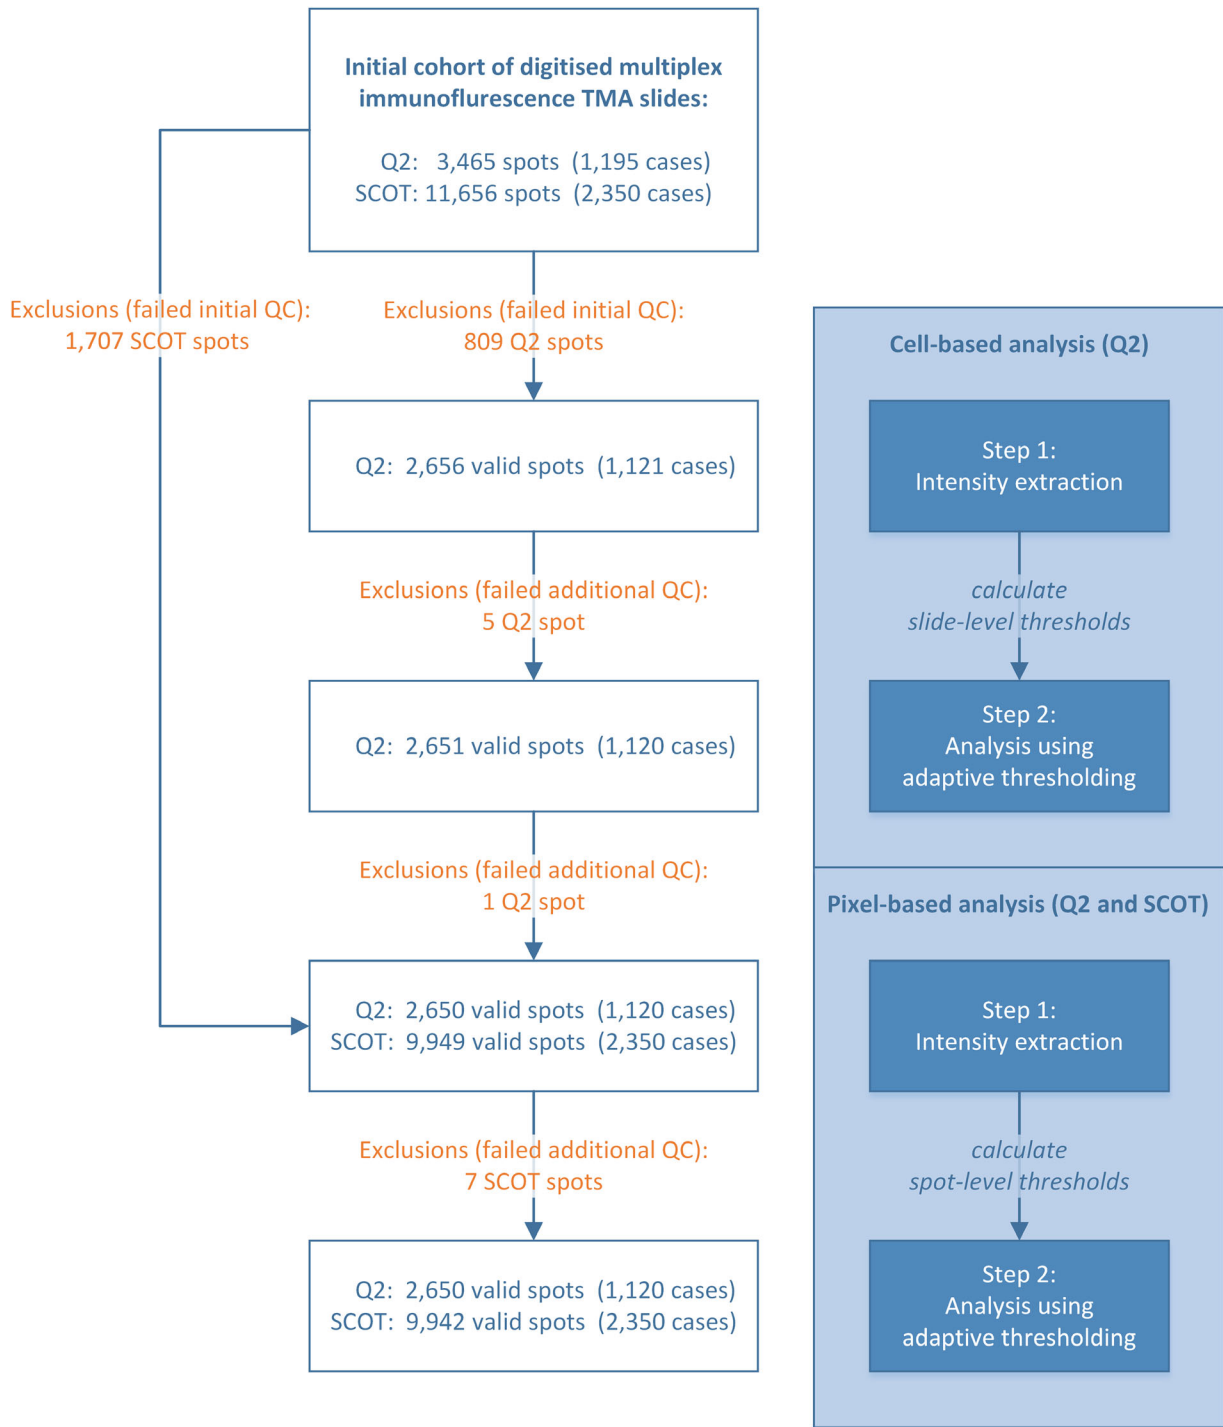 Initial cohort of digitised multiplex
immunoflurescence TMA slides:
Q2: 3,465 spots (1,195 cases)
SCOT: 11,656 spots (2,350 cases)
Exclusions (failed initial QC):
1,707 SCOT spots
Exclusions (failed initial QC):
809 Q2 spots
Q2: 2,656 valid spots (1,121 cases)
Exclusions (failed additional QC):
5 Q2 spot
Q2: 2,651 valid spots (1,120 cases)
Exclusions (failed additional QC):
1 Q2 spot
Q2: 2,650 valid spots (1,120 cases)
SCOT: 9,949 valid spots (2,350 cases)
Exclusions (failed additional QC):
7 SCOT spots
Q2: 2,650 valid spots (1,120 cases)
SCOT: 9,942 valid spots (2,350 cases)
Cell-based analysis (Q2)
Step 1:
Intensity extraction
calculate
slide-level thresholds
Step 2:
Analysis using
adaptive thresholding
Pixel-based analysis (Q2 and SCOT)
Step 1:
Intensity extraction
calculate
spot-level thresholds
Step 2:
Analysis using
adaptive thresholding